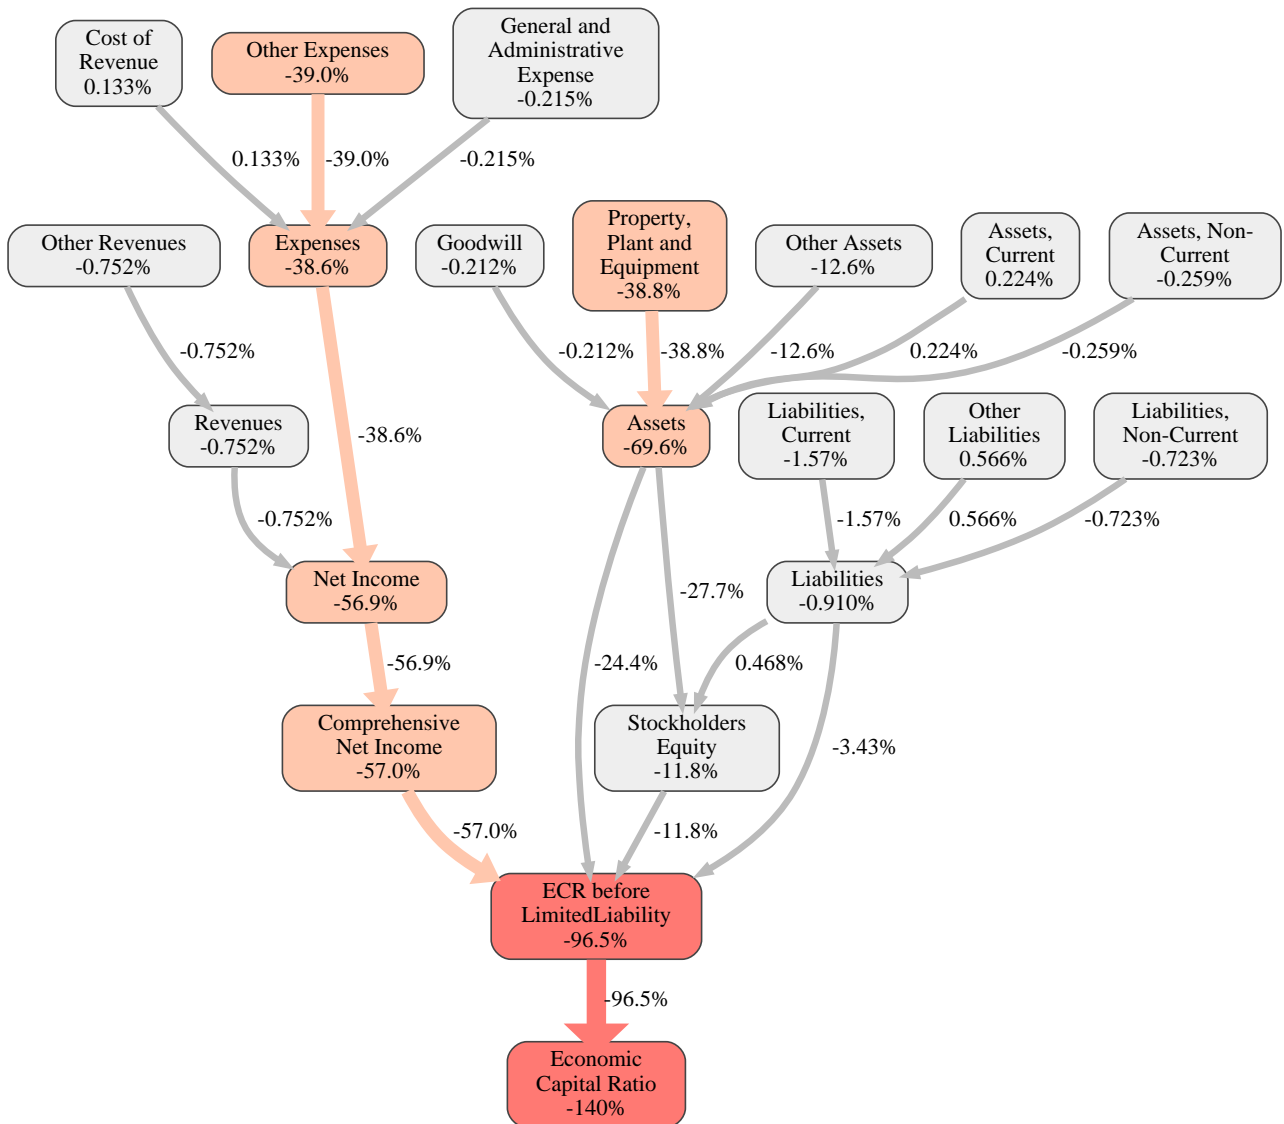 Cost of
Revenue
0.133%
Other Expenses
-39.0%
General and
Administrative
Expense
-0.215%
0.133%
-39.0%
-0.215%
Other Revenues
-0.752%
Expenses
-38.6%
Goodwill
-0.212%
Property,
Plant and
Equipment
-38.8%
Other Assets
-12.6%
Assets,
Current
0.224%
Assets, Non-
Current
-0.259%
-0.752%
-38.6%
-0.212%
-38.8%
-12.6%
0.224%
-0.259%
Revenues
-0.752%
Assets
-69.6%
Liabilities,
Current
-1.57%
Other
Liabilities
0.566%
Liabilities,
Non-Current
-0.723%
-0.752%
-1.57%
0.566%
-0.723%
Net Income
-56.9%
-27.7%
Liabilities
-0.910%
-56.9%
-24.4%
0.468%
Comprehensive
Net Income
-57.0%
Stockholders
Equity
-11.8%
-3.43%
-57.0%
-11.8%
ECR before
LimitedLiability
-96.5%
-96.5%
Economic
Capital Ratio
-140%